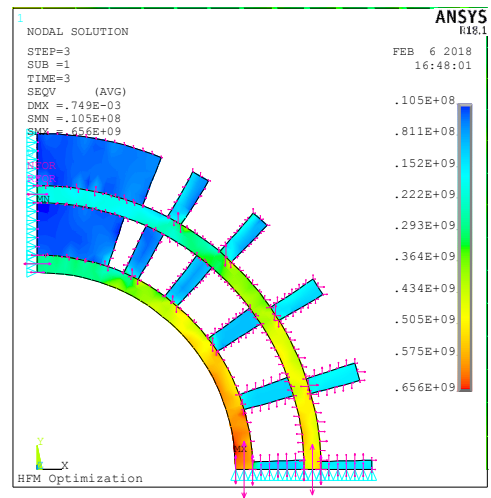 1
ANSYS
R18.1
NODAL SOLUTION
STEP=3
SUB =1
TIME=3
SEQV (AVG)
DMX =.749E-03
SMN =.105E+08
SMX =.656E+09
FEB 6 2018
16:48:01
.105E+08
.811E+08
.152E+09
.222E+09
.293E+09
.364E+09
.434E+09
.505E+09
.575E+09
.656E+09
NFOR
MN
MX
Y
X
HFM Optimization